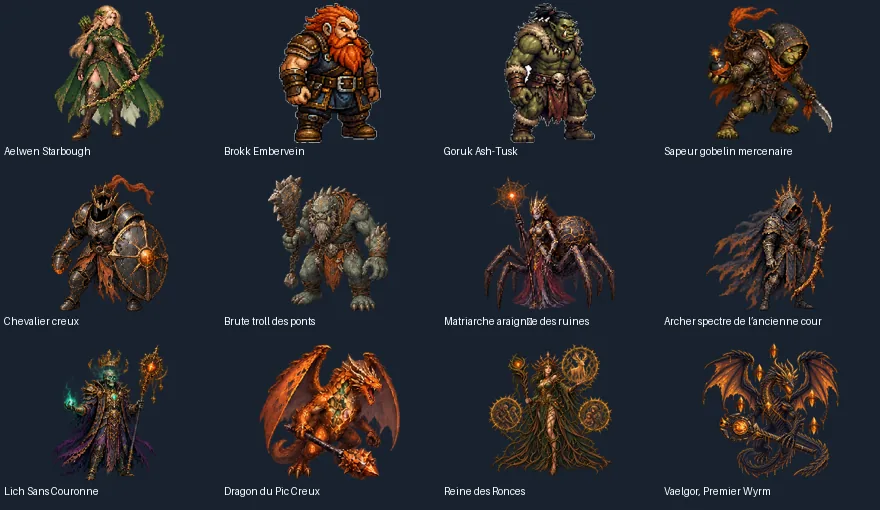 Aelwen Starbough
Brokk Embervein
Goruk Ash-Tusk
Sapeur gobelin mercenaire
Chevalier creux
Brute troll des ponts
Matriarche araign▯e des ruines
Archer spectre de l'ancienne cour
Lich Sans Couronne
Dragon du Pic Creux
Reine des Ronces
Vaelgor, Premier Wyrm